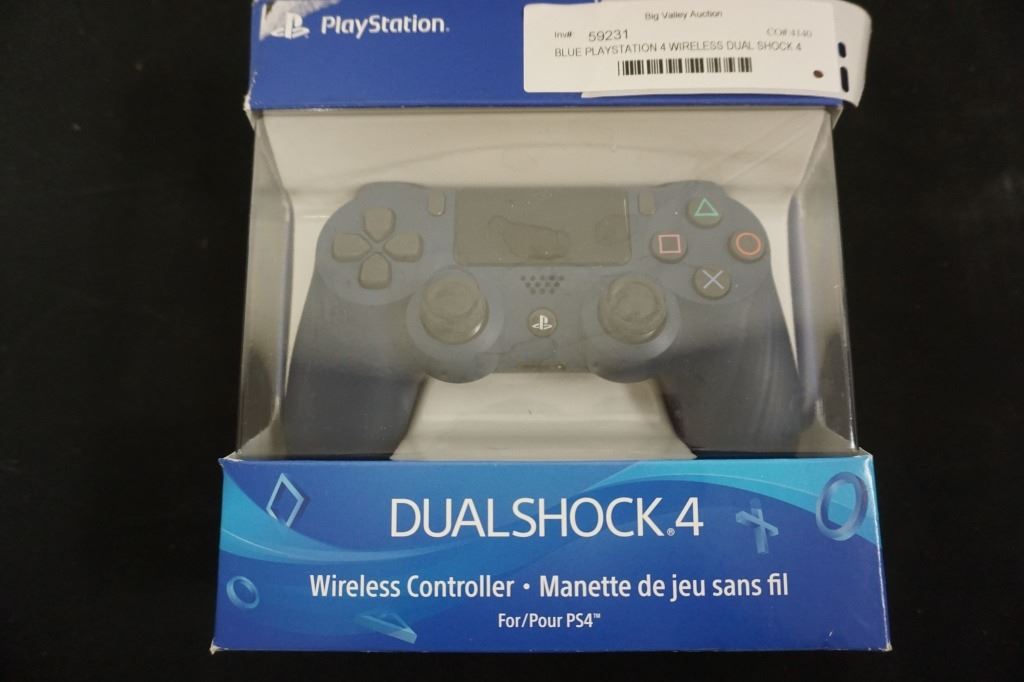 PlayStation.
Big Valley Auction
Inv#: 59231 CO# 4140
BLUE PLAYSTATION 4 WIRELESS DUAL SHOCK 4
DUALSHOCK®4
Wireless Controller • Manette de jeu sans fil
For/Pour PS4™